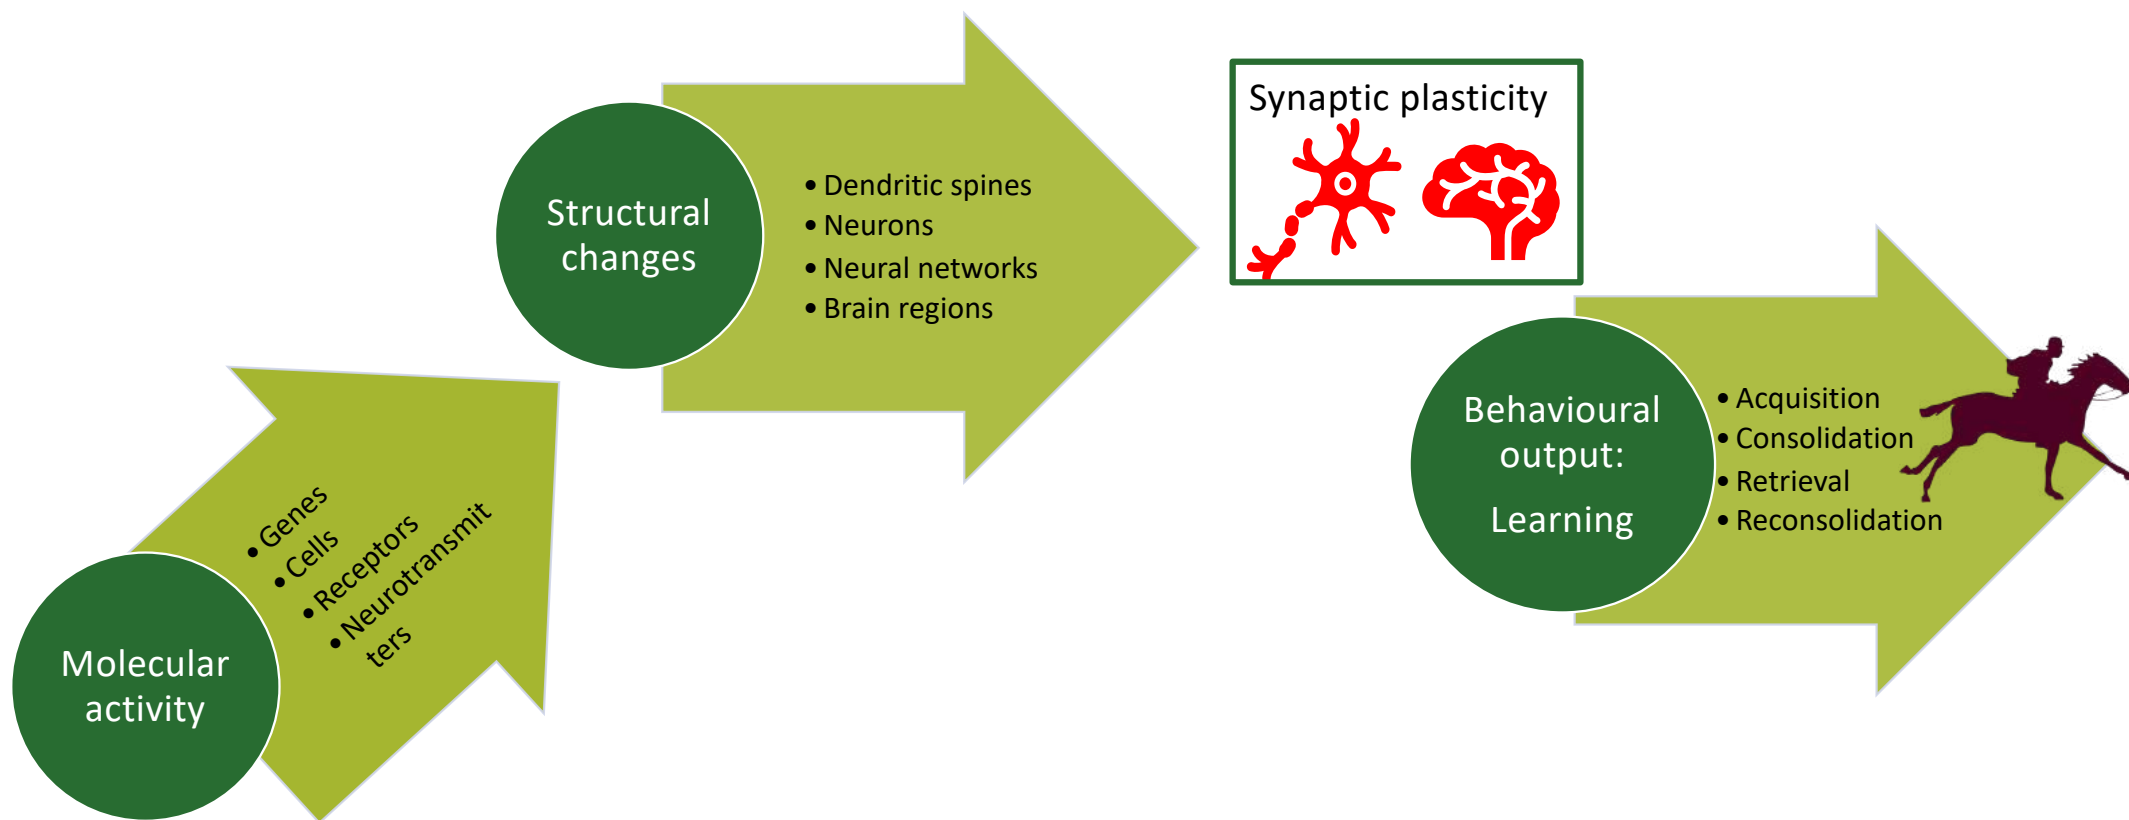 Molecular
activity
• Genes
• Cells
• Receptors
• Neurotransmit
ters
Structural
changes
• Dendritic spines
• Neurons
• Neural networks
• Brain regions
Synaptic plasticity
Behavioural
output:
Learning
• Acquisition
• Consolidation
• Retrieval
• Reconsolidation